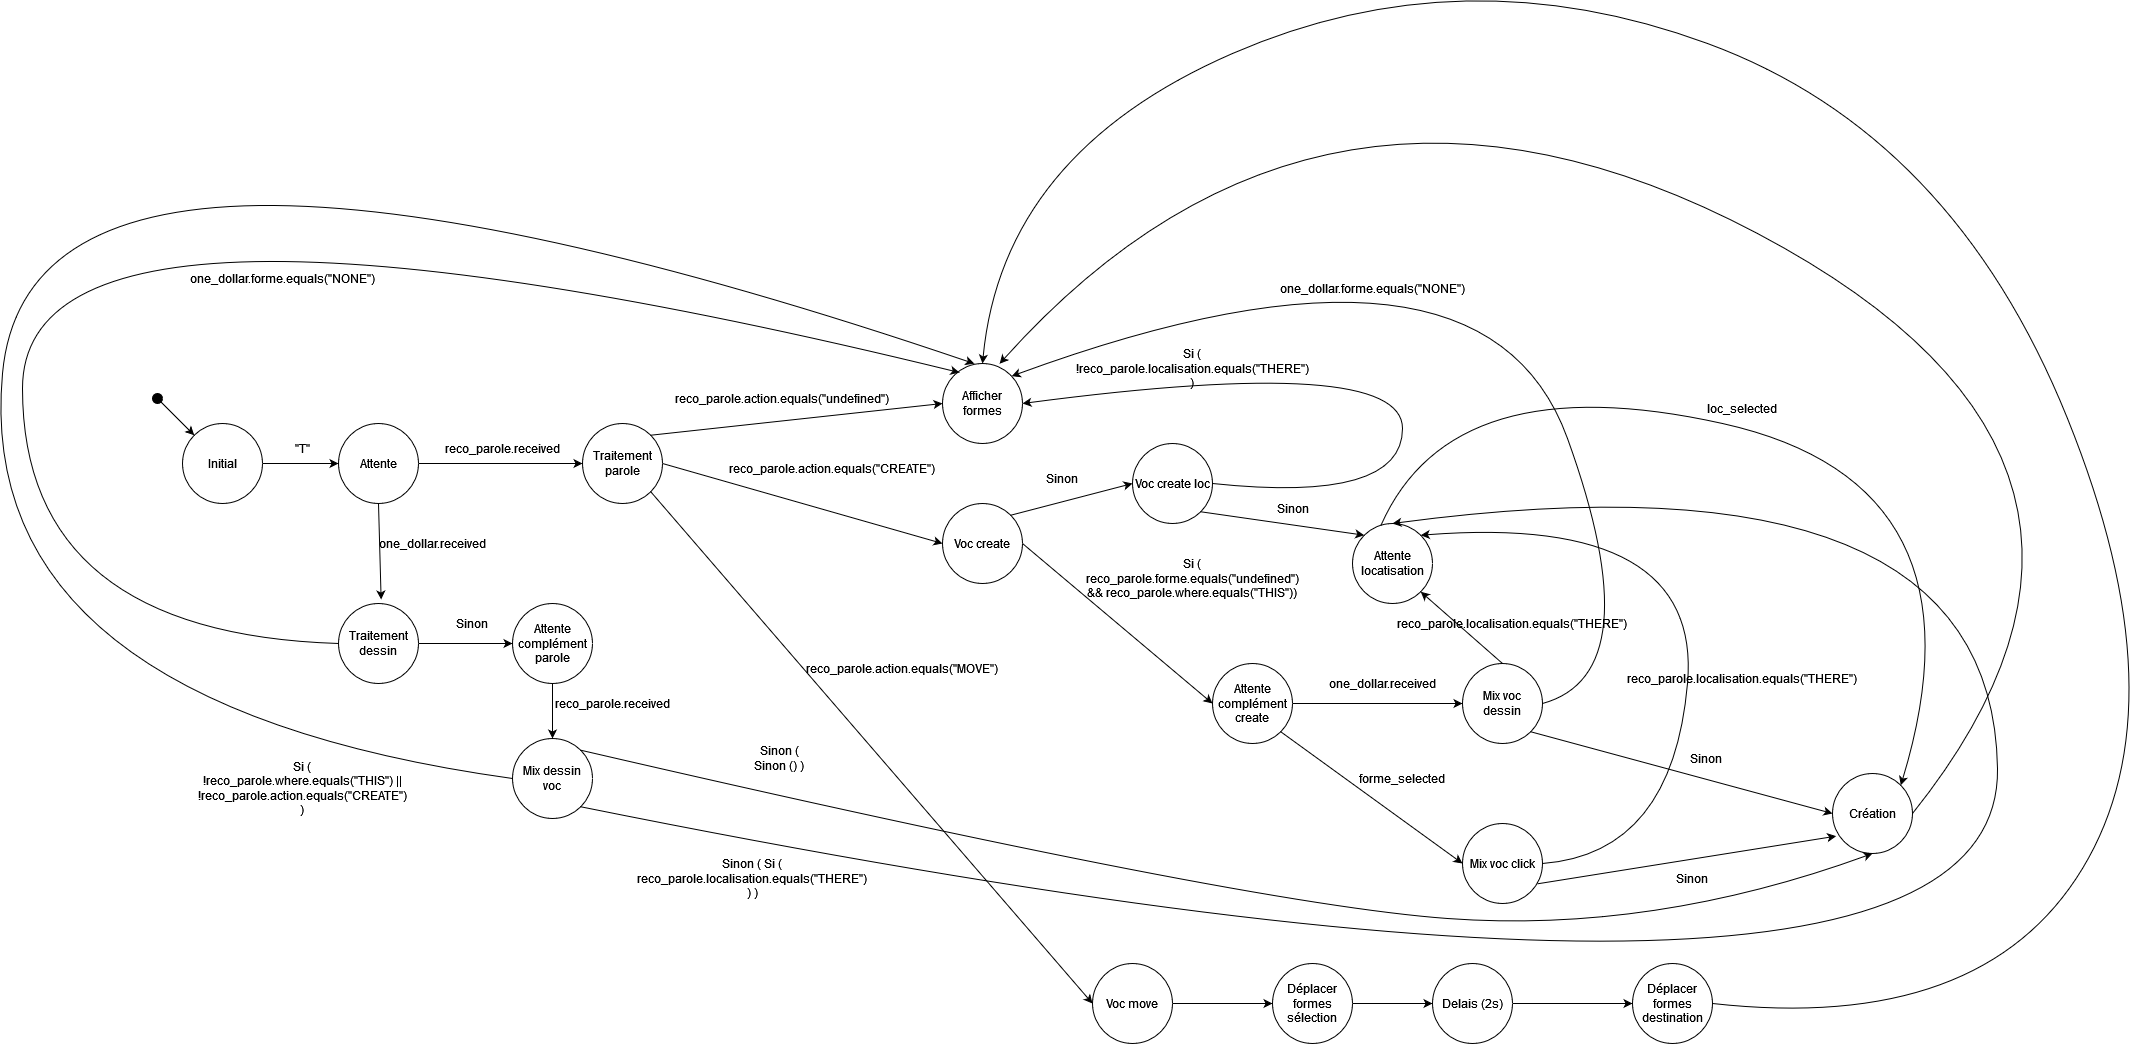 one_dollar.forme.equals("NONE")
one_dollar.forme.equals("NONE")
Si (
!reco_parole.localisation.equals("THERE")
)
reco_parole.action.equals("undefined")
Afficher
formes
loc_selected
"T"
reco_parole.received
Initial
Attente
Traitement
parole
reco_parole.action.equals("CREATE")
Sinon
Voc create loc
Sinon
one_dollar.received
Voc create
Attente
locatisation
Si (
reco_parole.forme.equals("undefined")
&& reco_parole.where.equals("THIS"))
Sinon
reco_parole.localisation.equals("THERE")
Traitement
dessin
Attente
complément
parole
reco_parole.action.equals("MOVE")
reco_parole.localisation.equals("THERE")
one_dollar.received
reco_parole.received
Attente
complément
create
Mix voc
dessin
Sinon (
Sinon () )
Sinon
Si (
!reco_parole.where.equals("THIS") ||
!reco_parole.action.equals("CREATE")
)
Mix dessin
voc
forme_selected
Création
Sinon ( Si (
reco_parole.localisation.equals("THERE")
) )
Mix voc click
Sinon
Voc move
Déplacer
formes
sélection
Delais (2s)
Déplacer
formes
destination